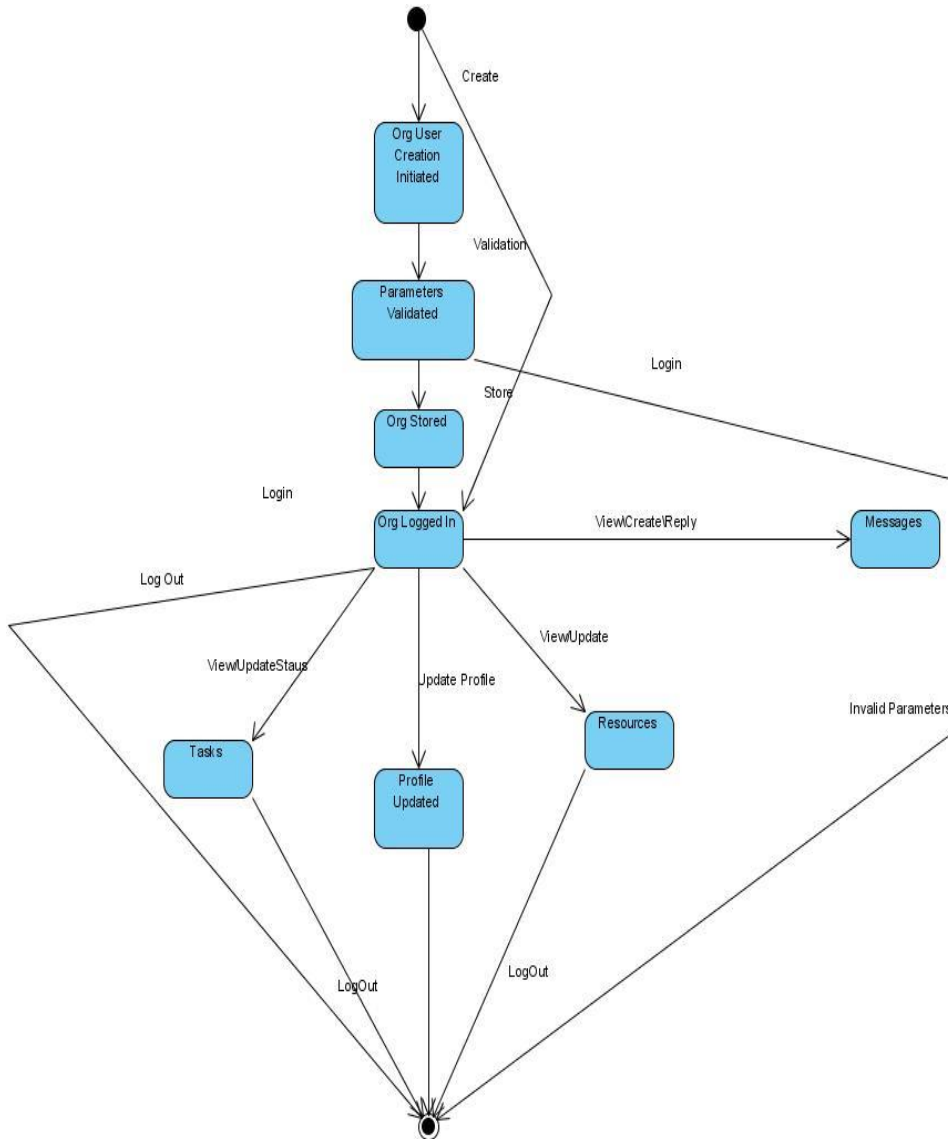 Create
Org User
Creation
Initiated
Validation
Parameters
Validated
Login
Store
Org Stored
Login
Org Logged In
View\Create\Reply
Messages
Log Out
View/UpdateStaus
Update Profile
View/Update
Resources
Invalid Parameters
Tasks
Profile
Updated
LogOut
LogOut